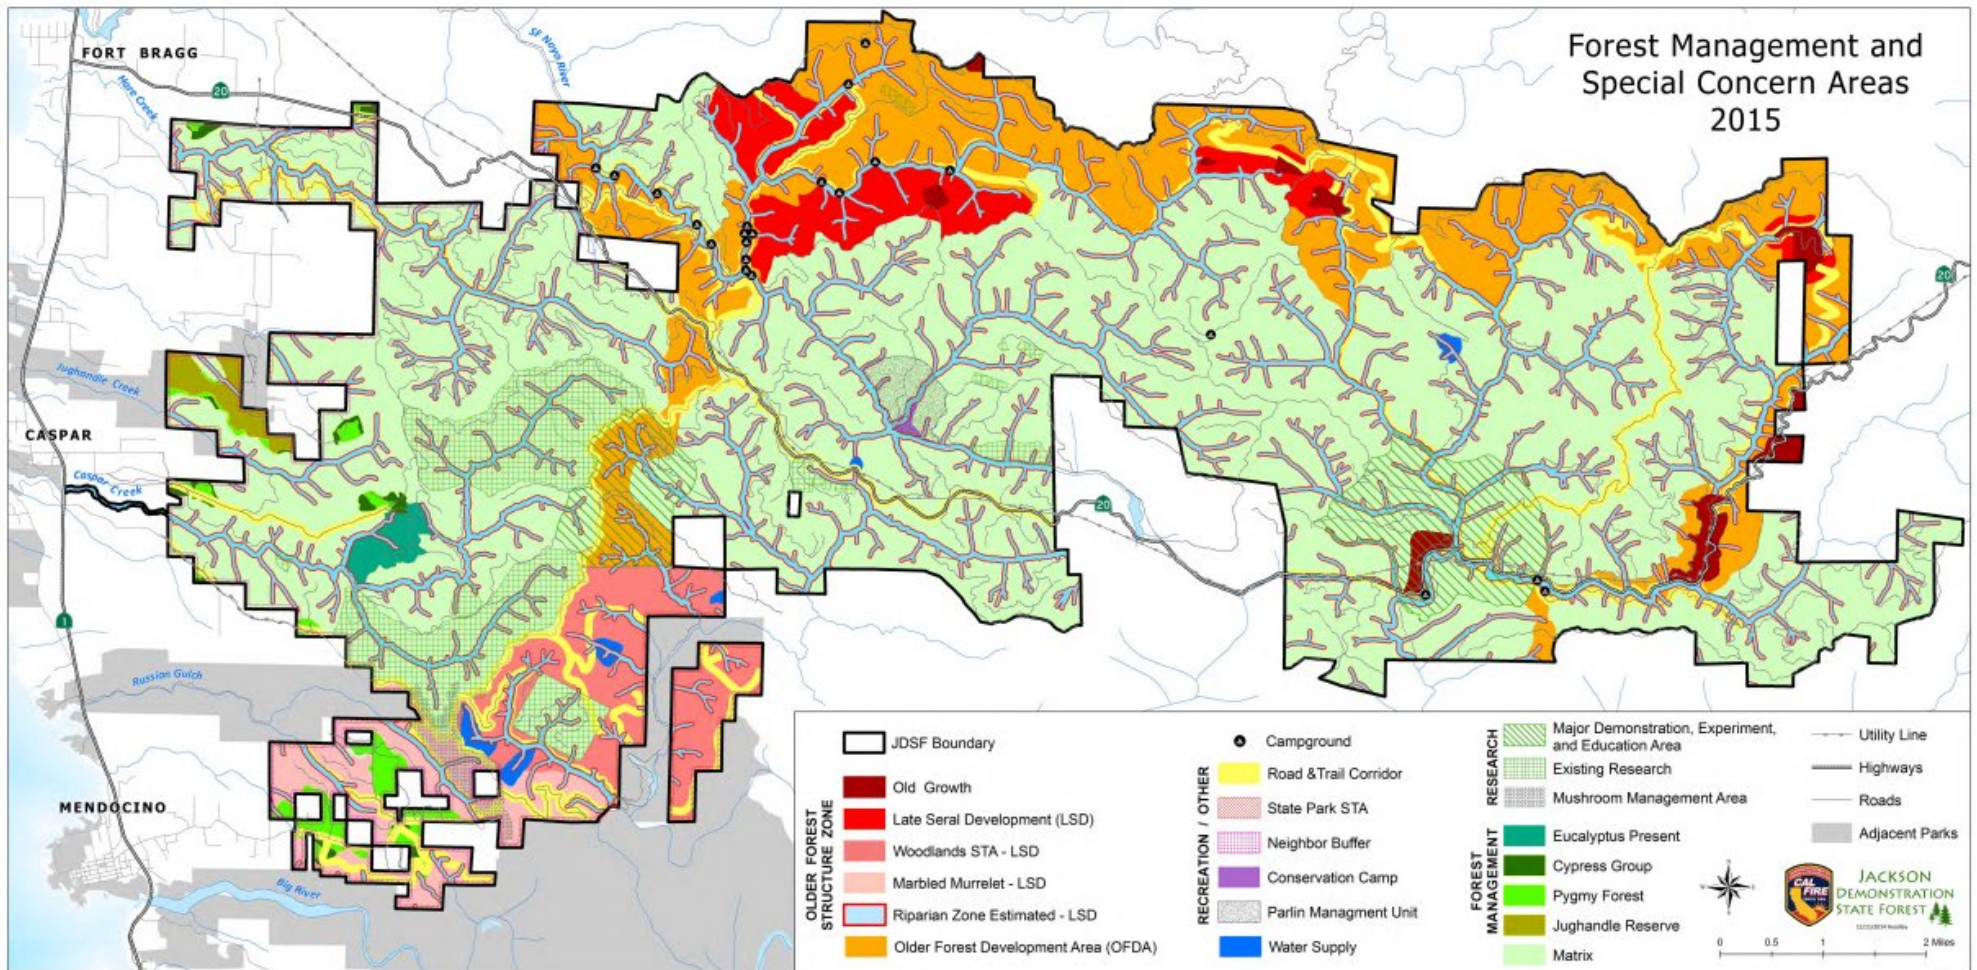 Forest Management and
Special Concern Areas
2015
FORT BRAGG
20
Hare Creek
SF Noyo River
20
Jughandle Creek
CASPAR
Caspar Creek
20
1
Russian Gulch
MENDOCINO
Big River
OLDER FOREST
STRUCTURE ZONE
JDSF Boundary
Old Growth
Late Seral Development (LSD)
Woodlands STA - LSD
Marbled Murrelet - LSD
Riparian Zone Estimated - LSD
Older Forest Development Area (OFDA)
RECREATION / OTHER
Campground
Road &Trail Corridor
State Park STA
Neighbor Buffer
Conservation Camp
Parlin Managment Unit
Water Supply
RESEARCH
Major Demonstration, Experiment,
and Education Area
Existing Research
Mushroom Management Area
FOREST
MANAGEMENT
Eucalyptus Present
Cypress Group
Pygmy Forest
Jughandle Reserve
Matrix
Utility Line
Highways
Roads
Adjacent Parks
CAL
FIRE
JACKSON
DEMONSTRATION
STATE FOREST
0 0.5 1 2 Miles